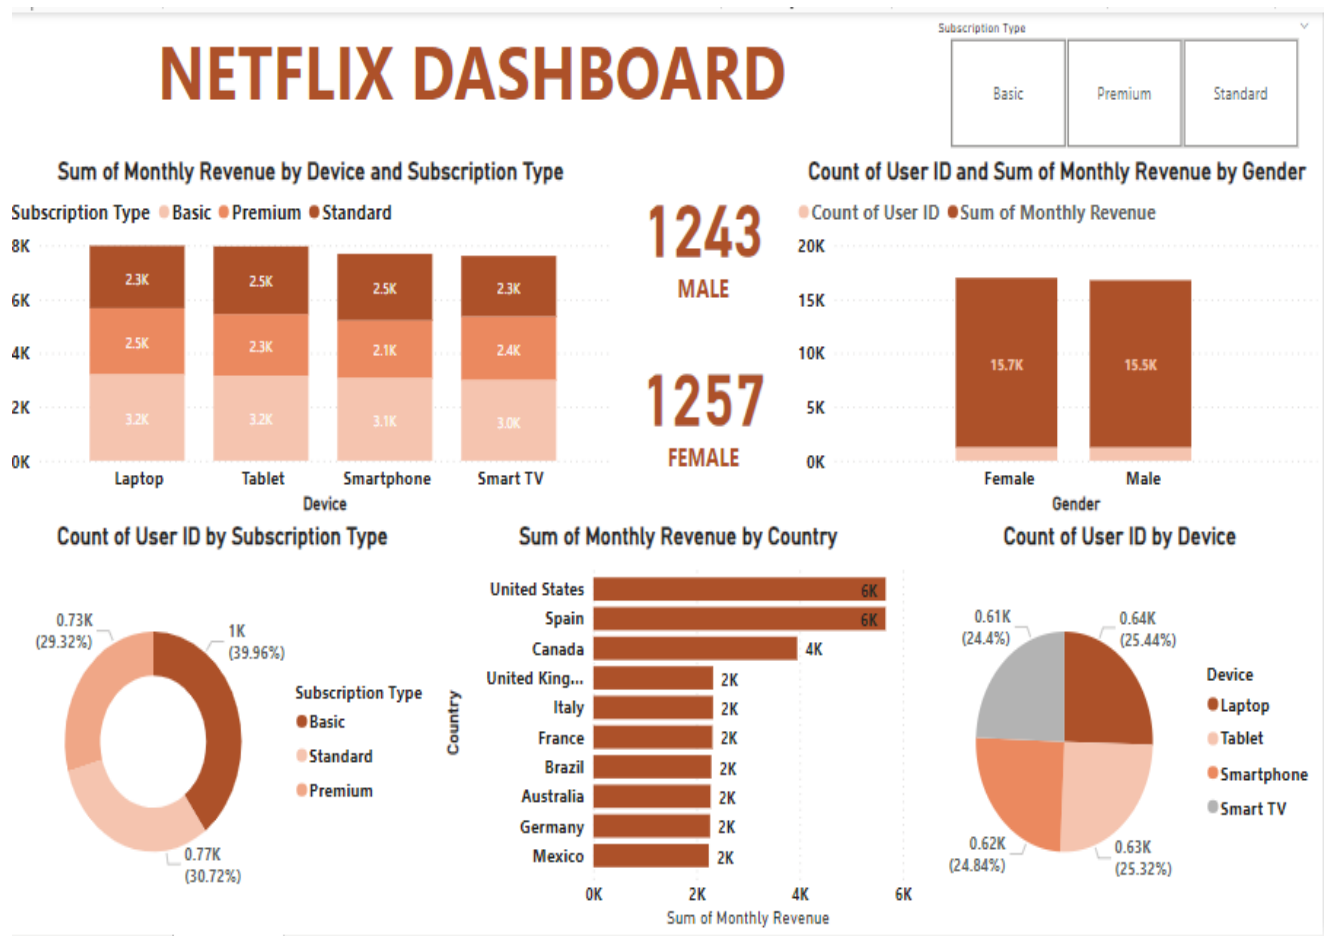 NETFLIX DASHBOARD
Subscription Type
Basic
Premium
Standard
Sum of Monthly Revenue by Device and Subscription Type
Subscription Type Basic Premium Standard
8K
6K
4K
2K
0K
2.3K
2.5K
3.2K
2.5K
2.3K
3.2K
2.5K
2.1K
3.1K
2.3K
2.4K
3.0K
Laptop
Tablet
Smartphone
Smart TV
Device
1243
MALE
1257
FEMALE
Count of User ID and Sum of Monthly Revenue by Gender
Count of User ID Sum of Monthly Revenue
20K
15K
10K
5K
0K
15.7K
15.5K
Female
Male
Gender
Count of User ID by Subscription Type
0.73K
(29.32%)
1K
(39.96%)
0.77K
(30.72%)
Subscription Type
Basic
Standard
Premium
Sum of Monthly Revenue by Country
Country
United States 6K
Spain 6K
Canada 4K
United King... 2K
Italy 2K
France 2K
Brazil 2K
Australia 2K
Germany 2K
Mexico 2K
0K 2K 4K 6K
Sum of Monthly Revenue
Count of User ID by Device
0.61K
(24.4%)
0.64K
(25.44%)
0.62K
(24.84%)
0.63K
(25.32%)
Device
Laptop
Tablet
Smartphone
Smart TV